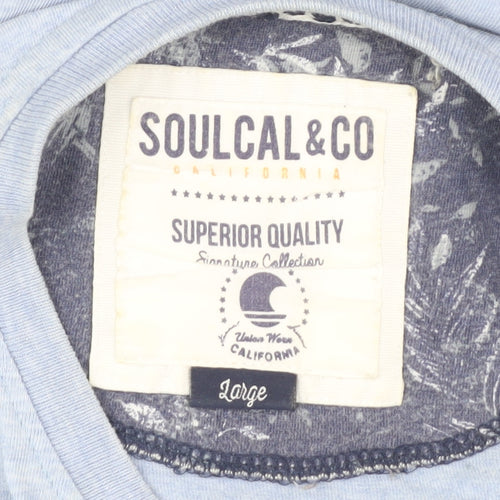 SOULCAL&CO
CALIFORNIA
SUPERIOR QUALITY
Signature Collection
Union Worn
CALIFORNIA
Large